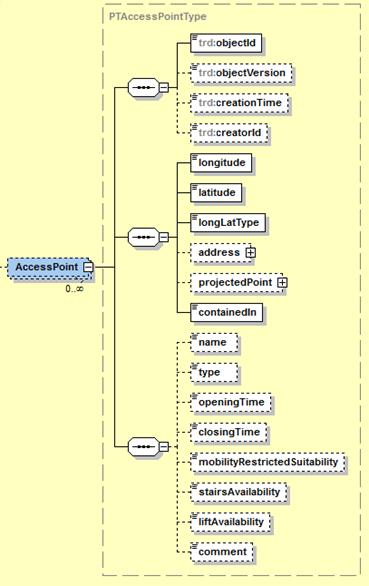 PTAccessPointType
trd:objectId
trd:objectVersion
trd:creationTime
trd:creatorId
longitude
latitude
longLatType
address
AccessPoint
0..∞
projectedPoint
containedIn
name
type
openingTime
closingTime
mobilityRestrictedSuitability
stairsAvailability
liftAvailability
comment